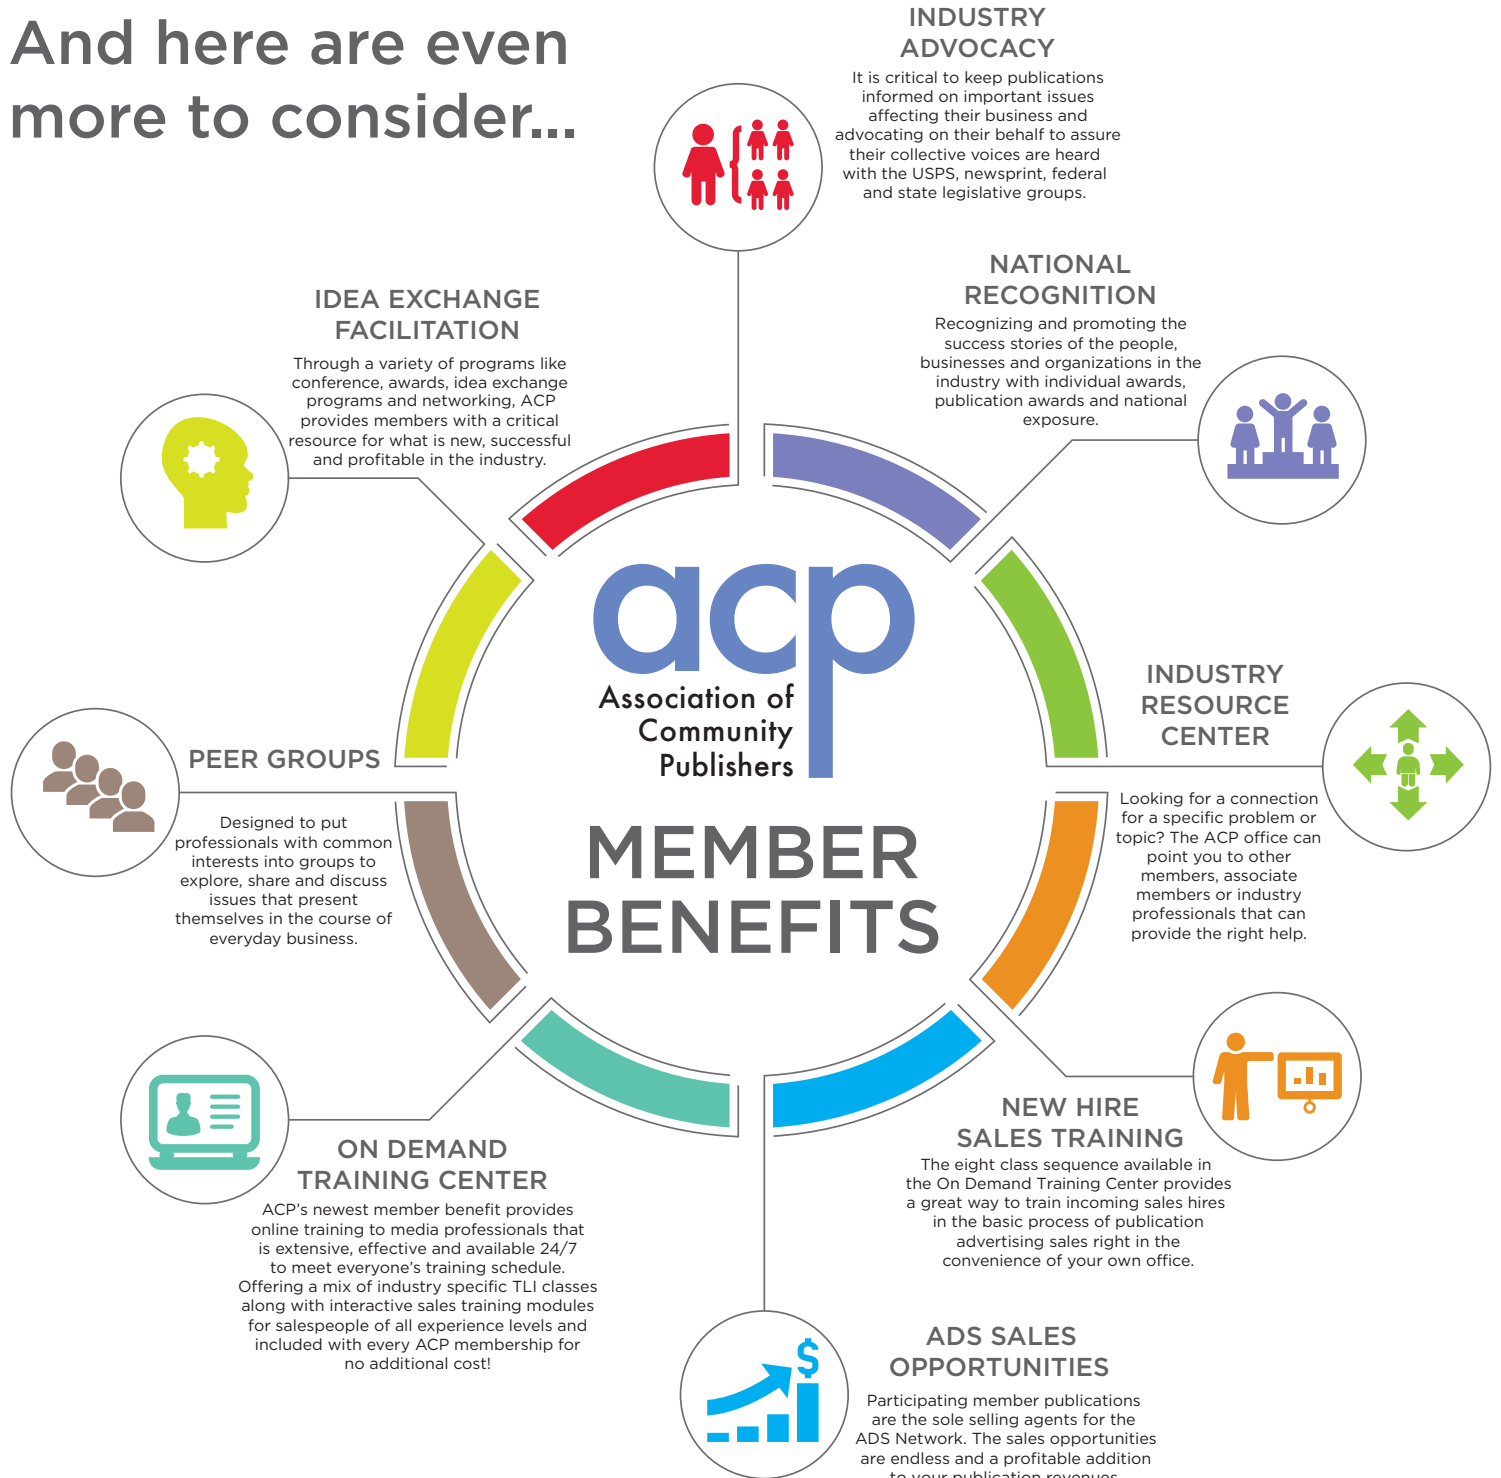 And here are even
more to consider...
INDUSTRY
ADVOCACY
It is critical to keep publications
informed on important issues
affecting their business and
advocating on their behalf to assure
their collective voices are heard
with the USPS, newsprint, federal
and state legislative groups.
NATIONAL
RECOGNITION
Recognizing and promoting the
success stories of the people,
businesses and organizations in the
industry with individual awards,
publication awards and national
exposure.
IDEA EXCHANGE
FACILITATION
Through a variety of programs like
conference, awards, idea exchange
programs and networking, ACP
provides members with a critical
resource for what is new, successful
and profitable in the industry.
acp
Association of
Community
Publishers
MEMBER
BENEFITS
INDUSTRY
RESOURCE
CENTER
Looking for a connection
for a specific problem or
topic? The ACP office can
point you to other
members, associate
members or industry
professionals that can
provide the right help.
PEER GROUPS
Designed to put
professionals with common
interests into groups to
explore, share and discuss
issues that present
themselves in the course of
everyday business.
NEW HIRE
SALES TRAINING
The eight class sequence available in
the On Demand Training Center provides
a great way to train incoming sales hires
in the basic process of publication
advertising sales right in the
convenience of your own office.
ON DEMAND
TRAINING CENTER
ACP's newest member benefit provides
online training to media professionals that
is extensive, effective and available 24/7
to meet everyone's training schedule.
Offering a mix of industry specific TLI classes
along with interactive sales training modules
for salespeople of all experience levels and
included with every ACP membership for
no additional cost!
$
ADS SALES
OPPORTUNITIES
Participating member publications
are the sole selling agents for the
ADS Network. The sales opportunities
are endless and a profitable addition
to your publication revenues